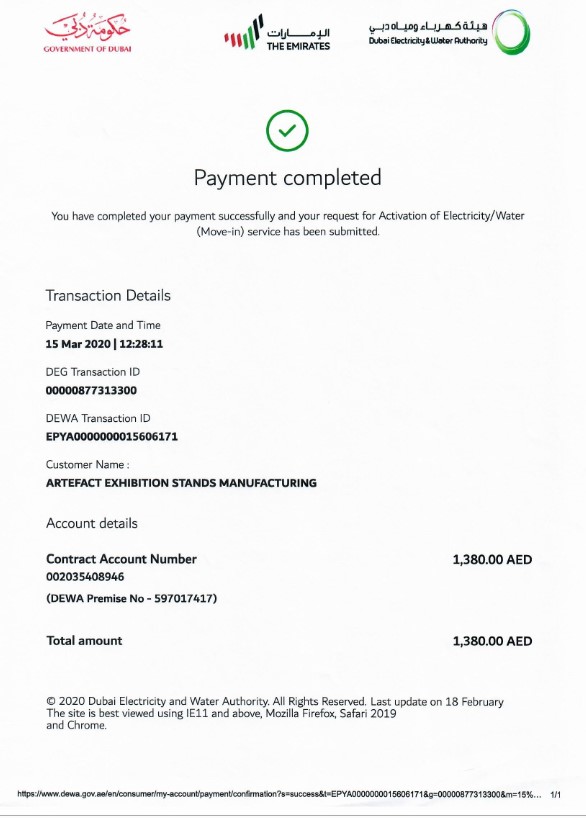 حكومة دبي
GOVERNMENT OF DUBAI
الإمارات
THE EMIRATES
هيئة كهرباء ومياه دبي
Dubai Electricity & Water Authority
Payment completed
You have completed your payment successfully and your request for Activation of Electricity/Water
(Move-in) service has been submitted.
Transaction Details
Payment Date and Time
15 Mar 2020 | 12:28:11
DEG Transaction ID
00000877313300
DEWA Transaction ID
EPYA0000000015606171
Customer Name :
ARTEFACT EXHIBITION STANDS MANUFACTURING
Account details
Contract Account Number 1,380.00 AED
002035408946
(DEWA Premise No - 597017417)
Total amount 1,380.00 AED
© 2020 Dubai Electricity and Water Authority. All Rights Reserved. Last update on 18 February
The site is best viewed using IE11 and above, Mozilla Firefox, Safari 2019
and Chrome.
https://www.dewa.gov.ae/en/consumer/my-account/payment/confirmation?s=success&t=EPYA0000000015606171&g=00000877313300&m=15%... 1/1